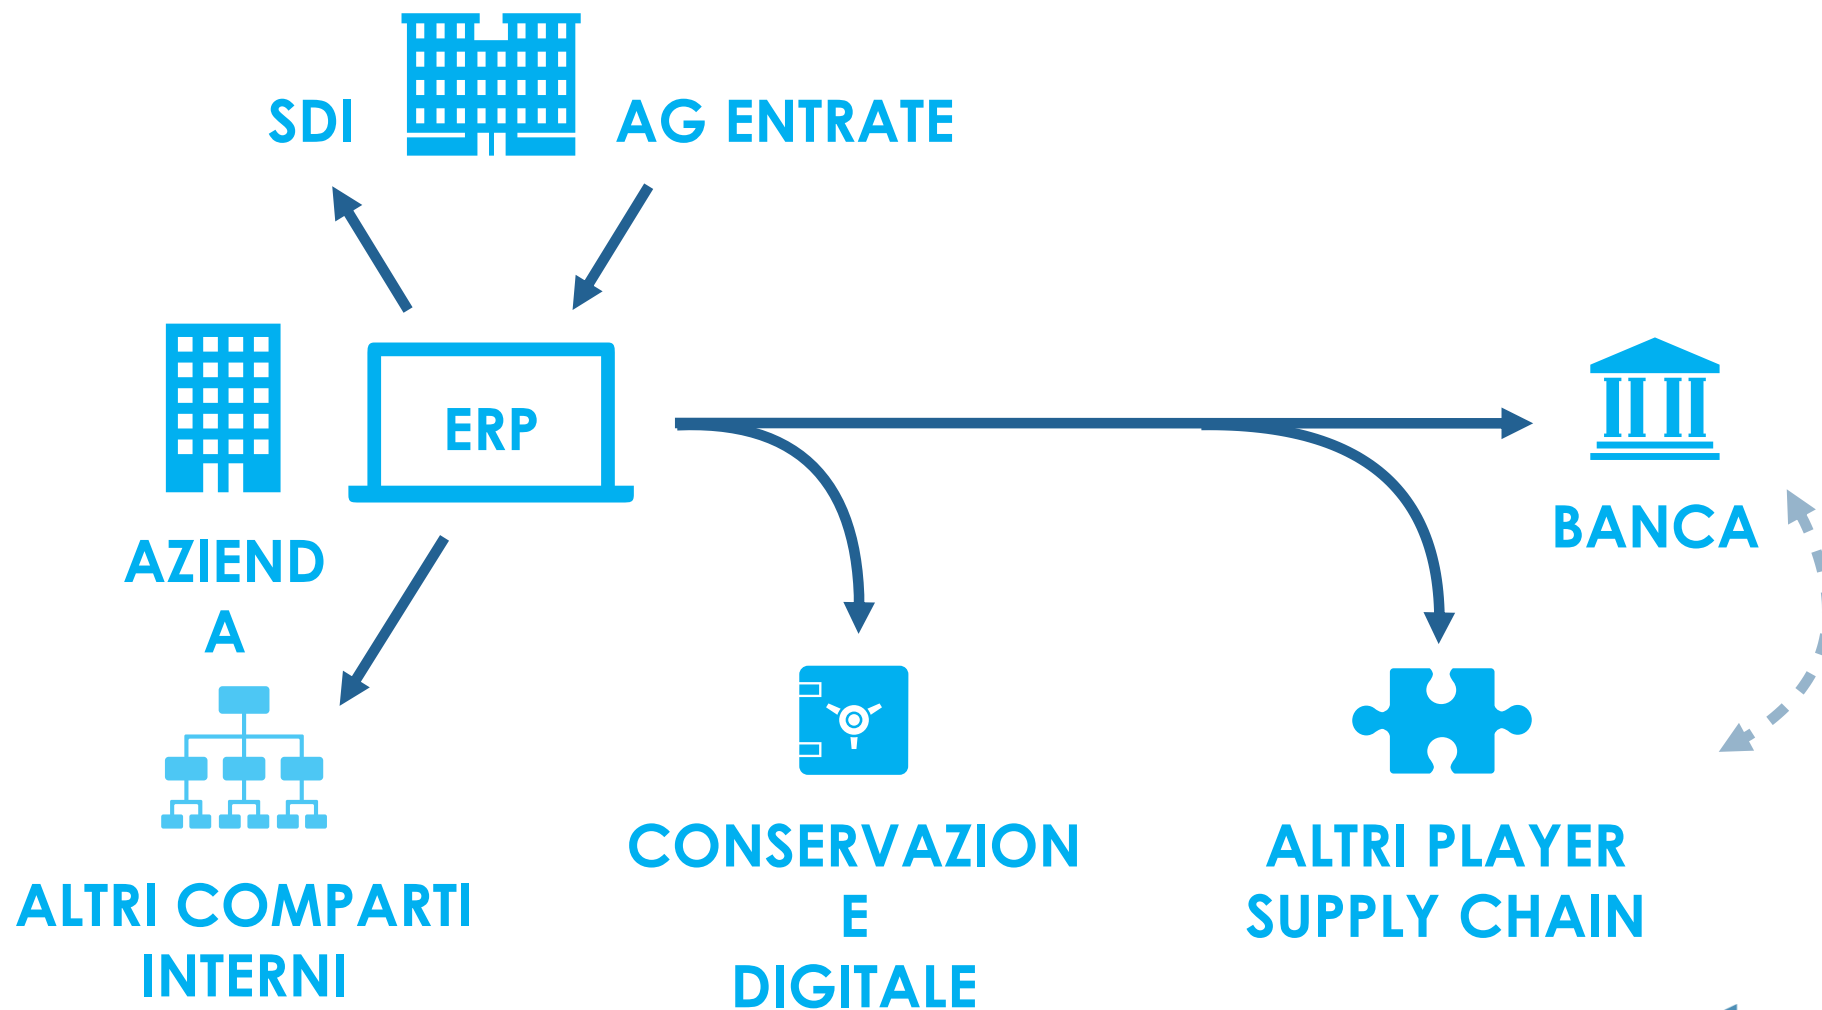 SDI
AG ENTRATE
ERP
AZIEND
A
BANCA
ALTRI COMPARTI
INTERNI
CONSERVAZION
E
DIGITALE
ALTRI PLAYER
SUPPLY CHAIN